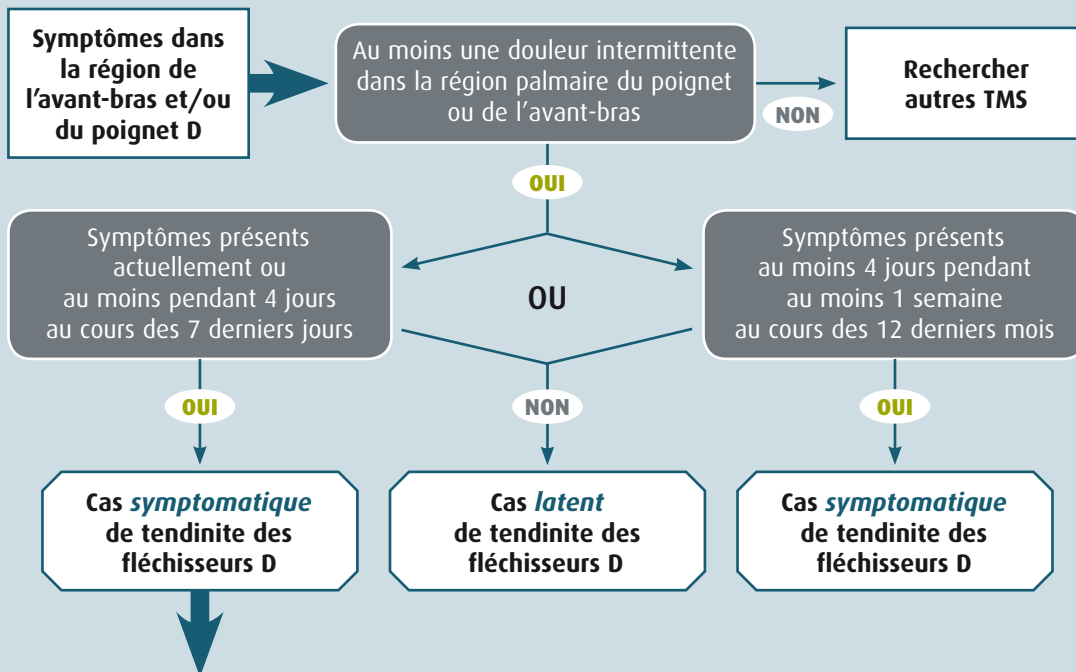 Symptômes dans
la région de
l'avant-bras et/ou
du poignet D
Au moins une douleur intermittente
dans la région palmaire du poignet
ou de l'avant-bras
NON
Rechercher
autres TMS
OUI
Symptômes présents
actuellement ou
au moins pendant 4 jours
au cours des 7 derniers jours
OU
Symptômes présents
au moins 4 jours pendant
au moins 1 semaine
au cours des 12 derniers mois
OUI
NON
OUI
Cas symptomatique
de tendinite des
fléchisseurs D
Cas latent
de tendinite des
fléchisseurs D
Cas symptomatique
de tendinite des
fléchisseurs D